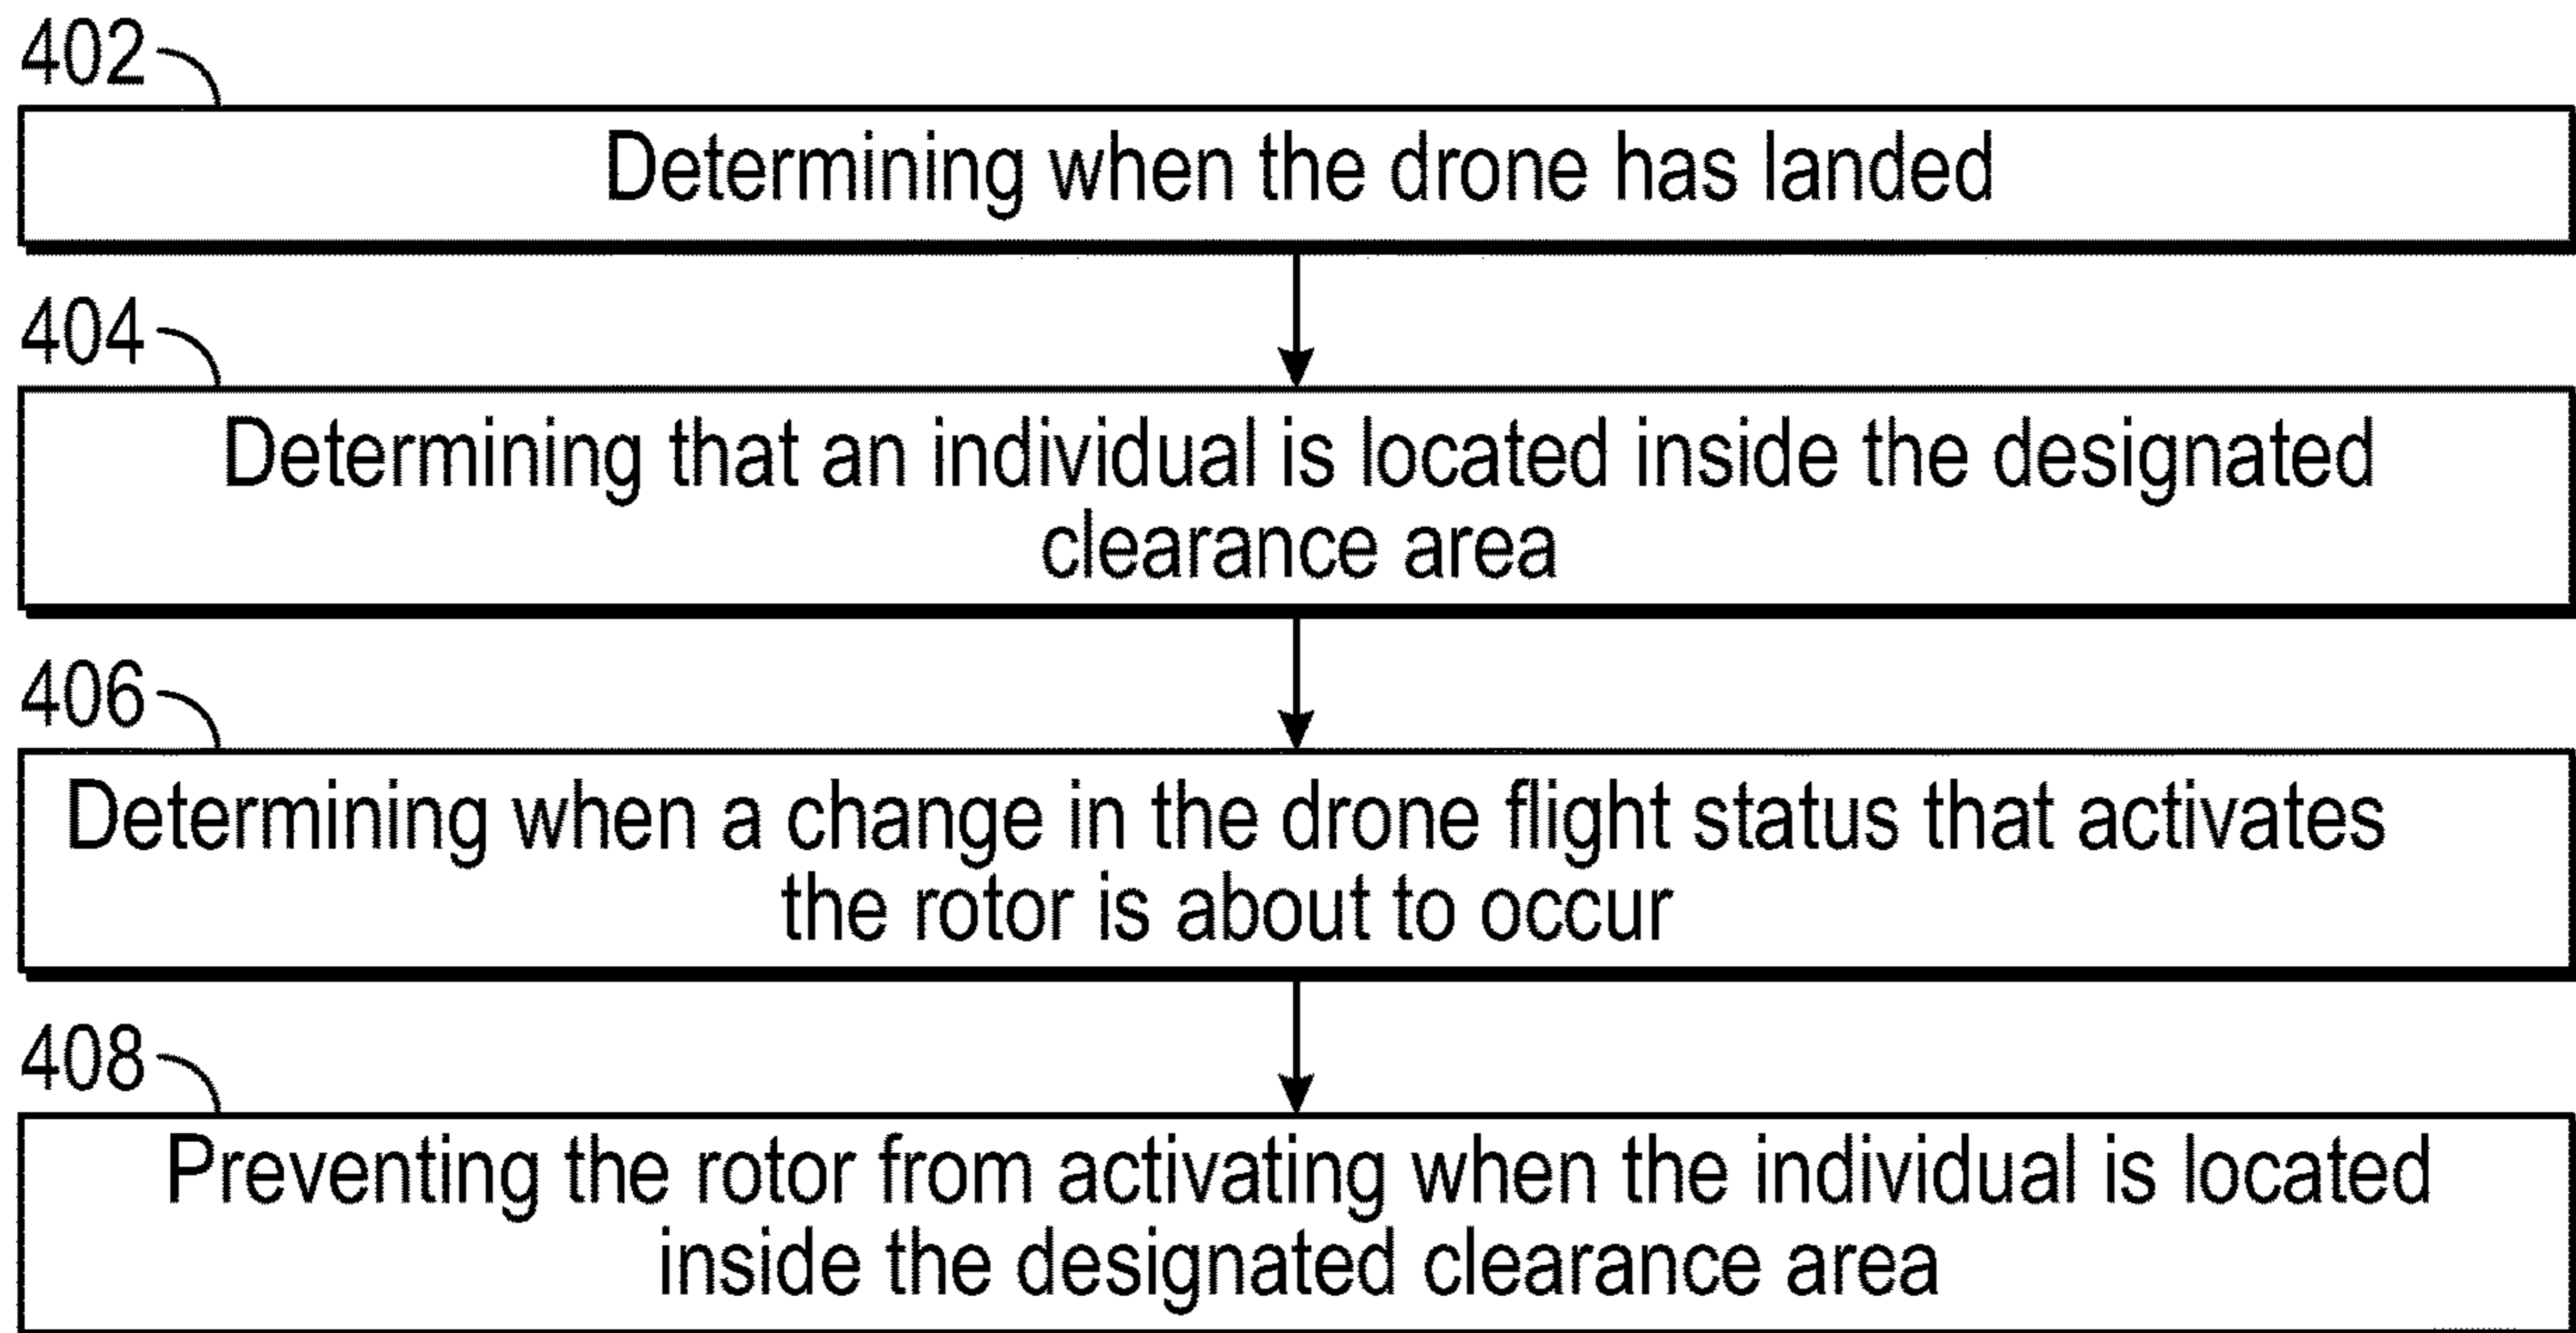 402
Determining when the drone has landed
404
Determining that an individual is located inside the designated
clearance area
406
Determining when a change in the drone flight status that activates
the rotor is about to occur
408
Preventing the rotor from activating when the individual is located
inside the designated clearance area